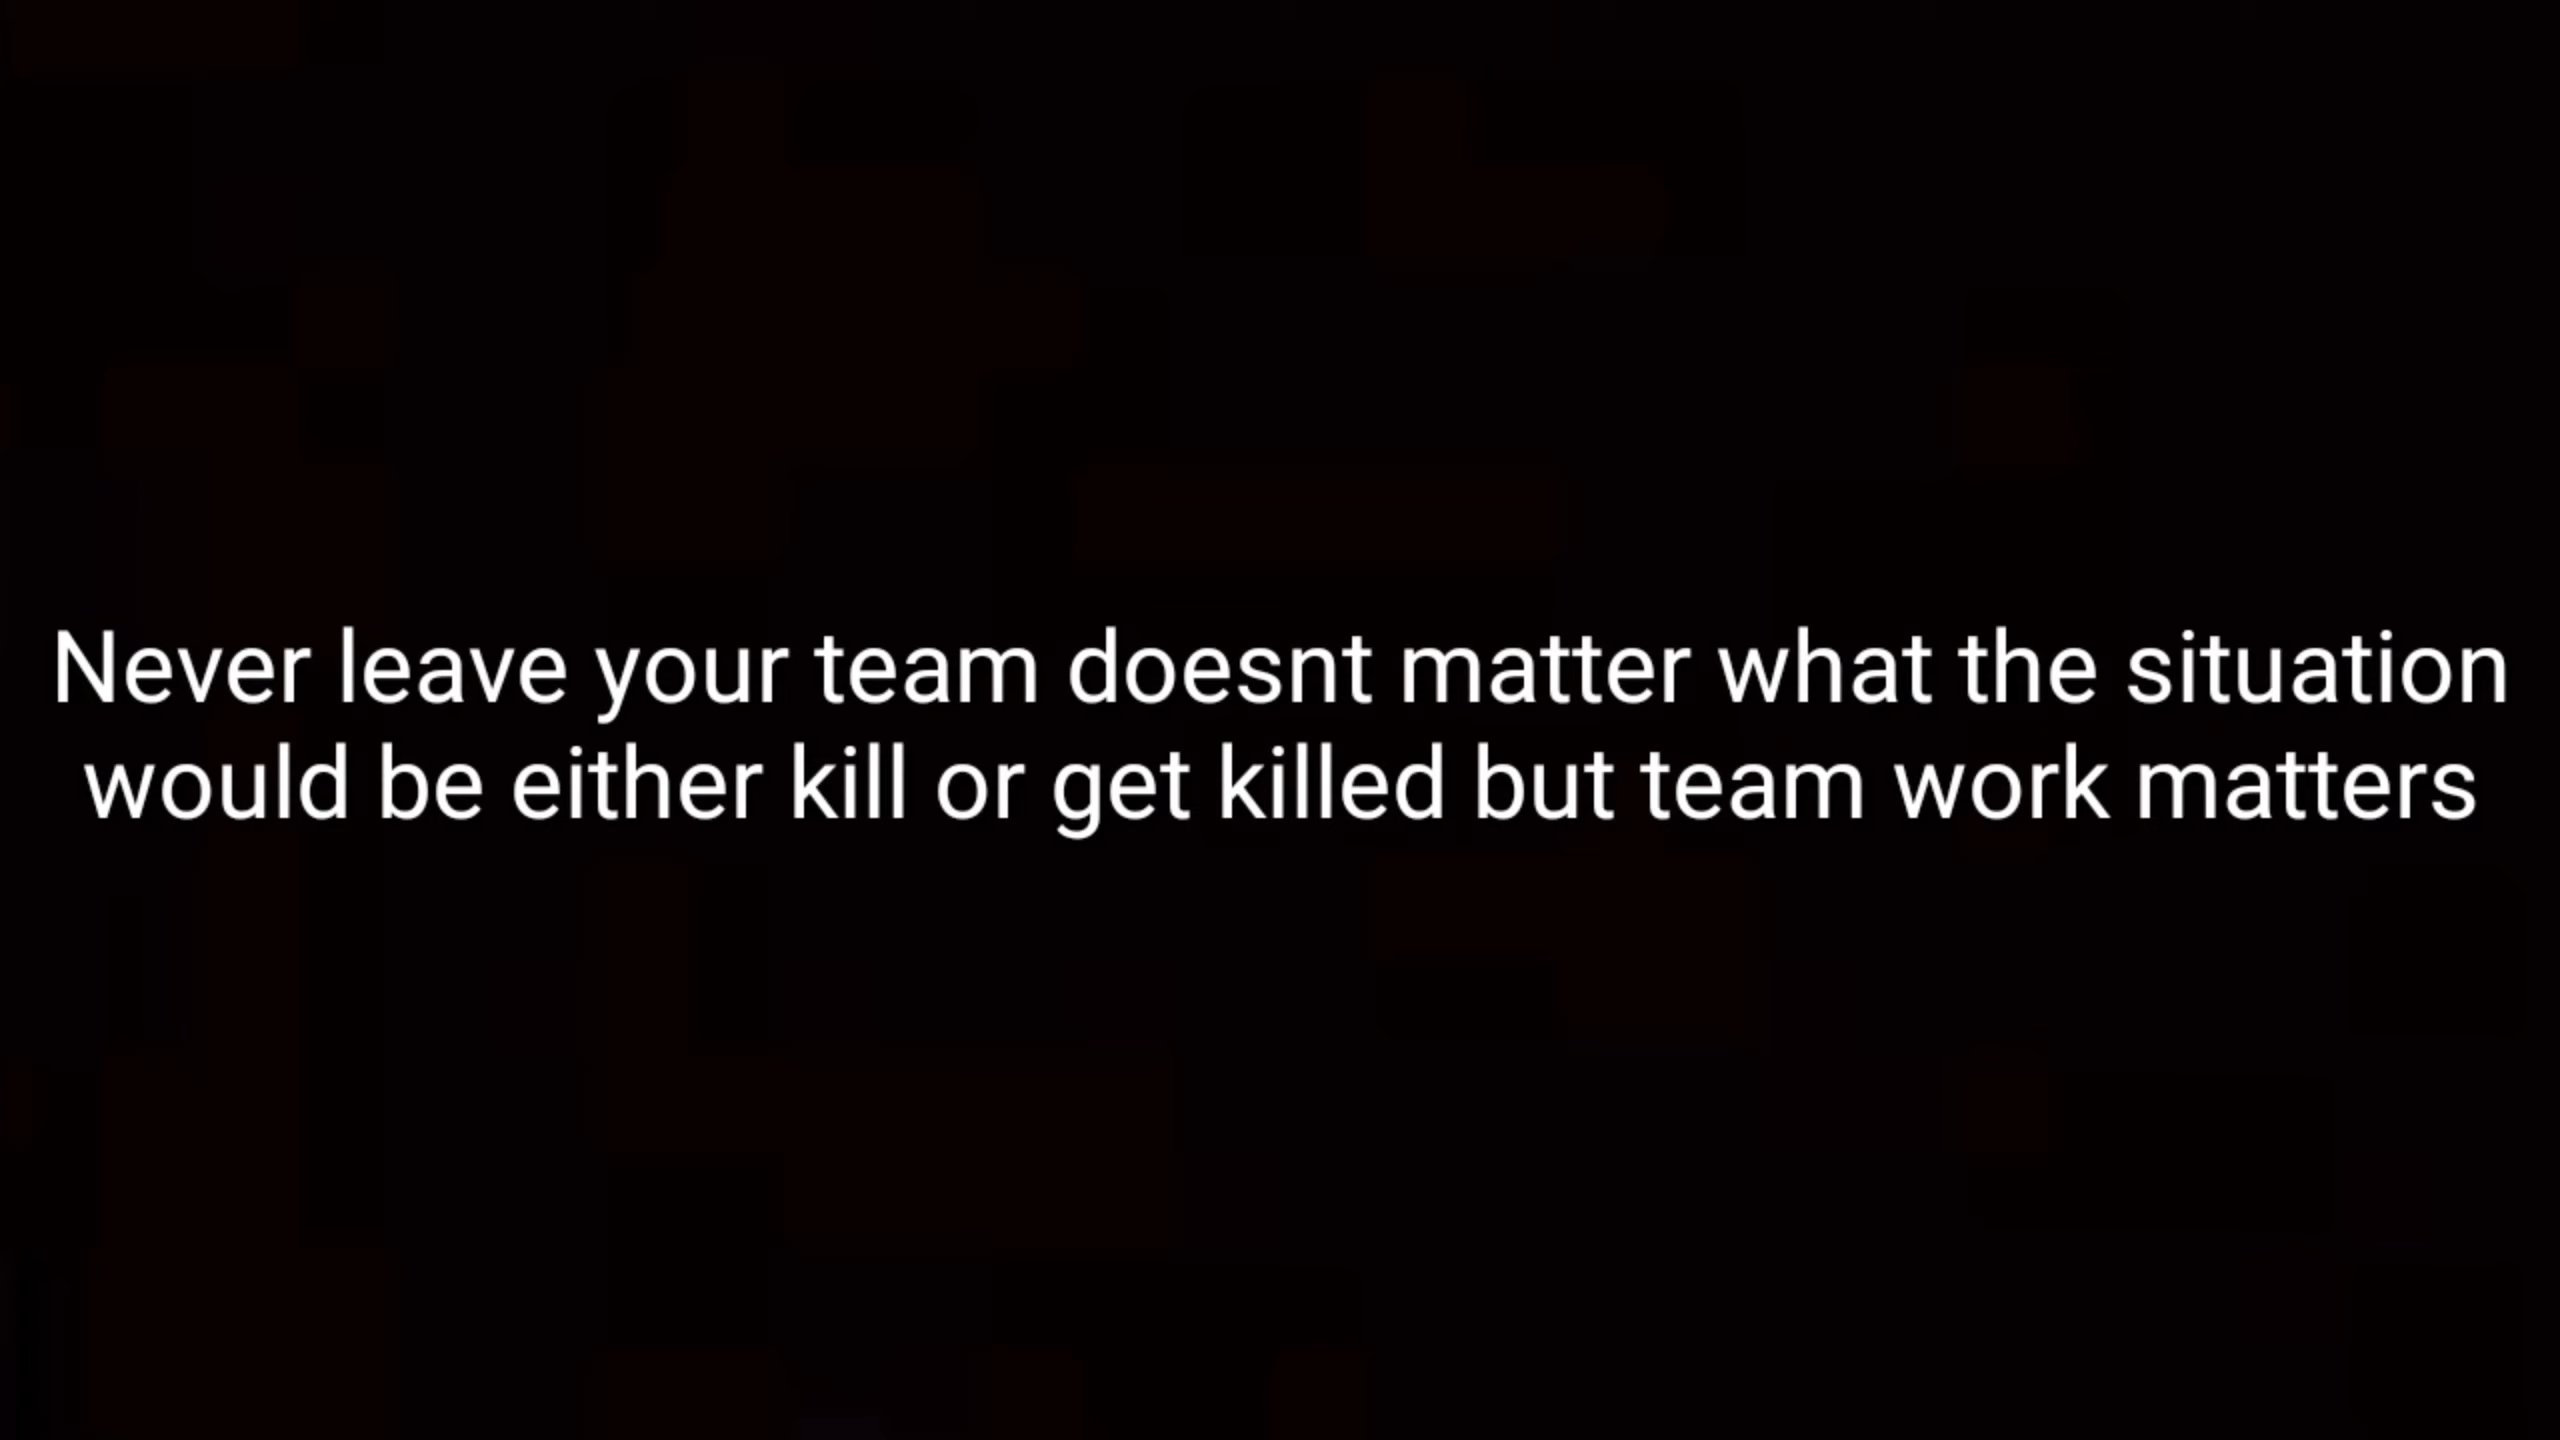 Never leave your team doesnt matter what the situation
would be either kill or get killed but team work matters